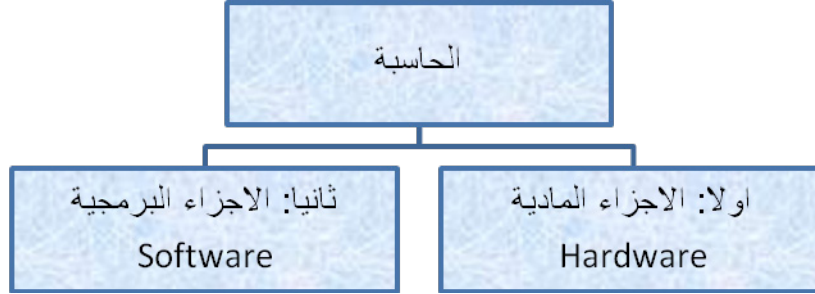 الحاسبة
اولا: الاجزاء المادية
Hardware
ثانيا: الاجزاء البرمجية
Software